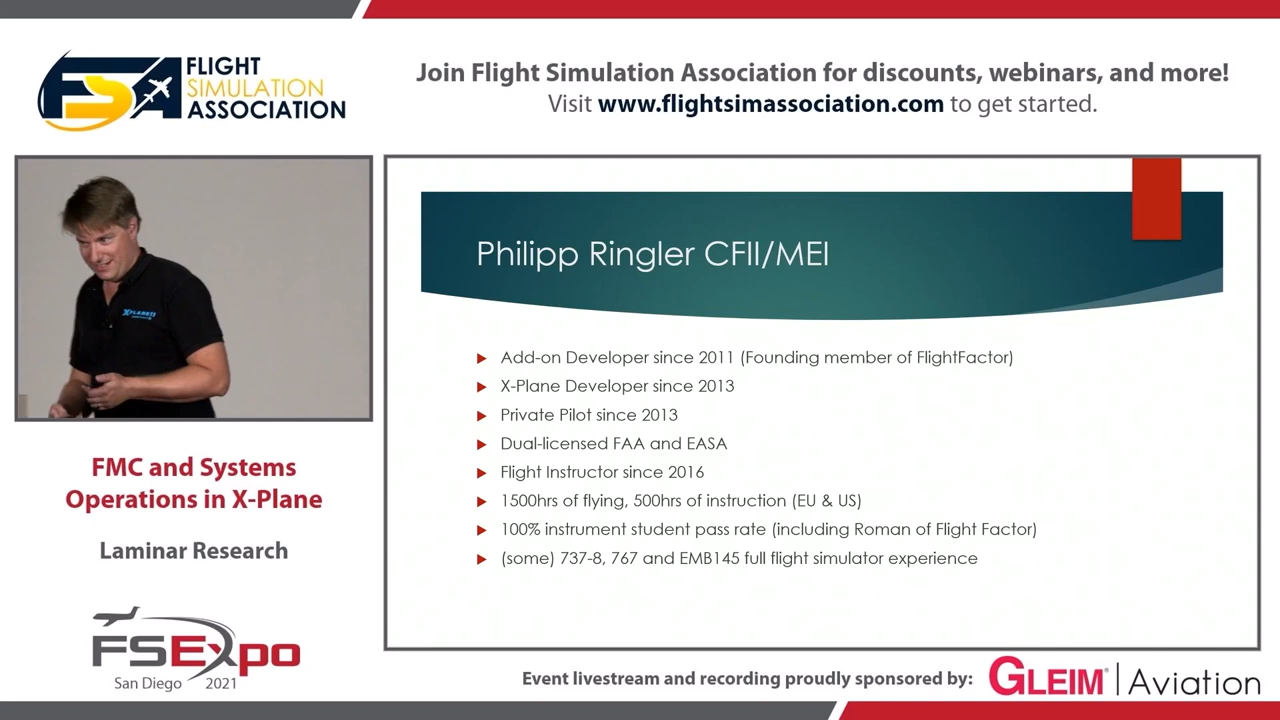 FLIGHT
SIMULATION
ASSOCIATION
Join Flight Simulation Association for discounts, webinars, and more!
Visit www.flightsimassociation.com to get started.
Philipp Ringler CFII/MEI
Add-on Developer since 2011 (Founding member of FlightFactor)
X-Plane Developer since 2013
Private Pilot since 2013
Dual-licensed FAA and EASA
Flight Instructor since 2016
1500hrs of flying, 500hrs of instruction (EU & US)
100% instrument student pass rate (including Roman of Flight Factor)
(some) 737-8, 767 and EMB145 full flight simulator experience
FMC and Systems
Operations in X-Plane
Laminar Research
FSExpo
San Diego 2021
Event livestream and recording proudly sponsored by:
GLEIM® | Aviation